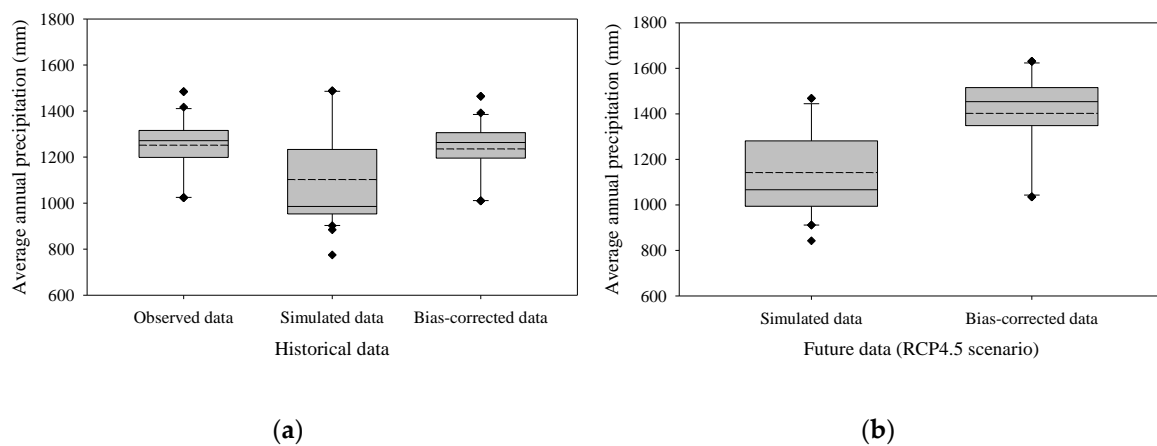 Average annual precipitation (mm)
1800
1600
1400
1200
1000
800
600
Observed data
Simulated data
Bias-corrected data
Historical data
(a)
Average annual precipitation (mm)
1800
1600
1400
1200
1000
800
600
Simulated data
Bias-corrected data
Future data (RCP4.5 scenario)
(b)